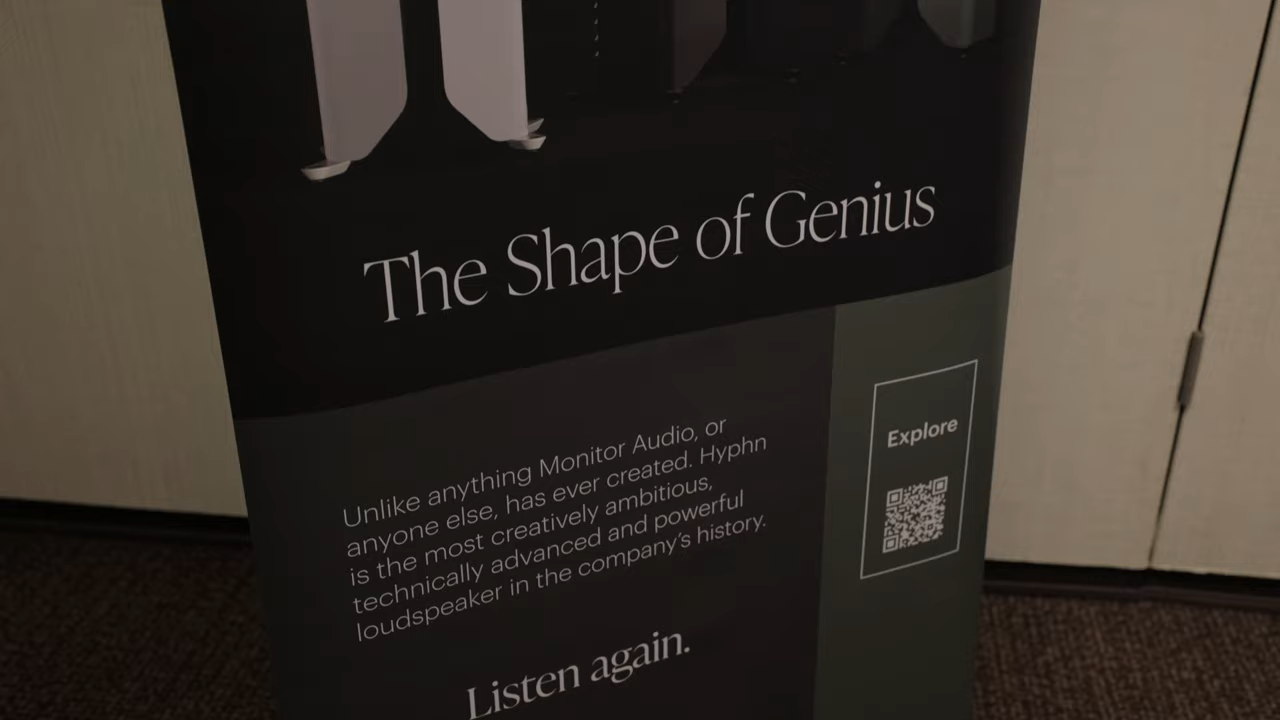 The Shape of Genius
Unlike anything Monitor Audio, or
anyone else, has ever created. Hyphn
is the most creatively ambitious,
technically advanced and powerful
loudspeaker in the company's history.
Listen again.
Explore